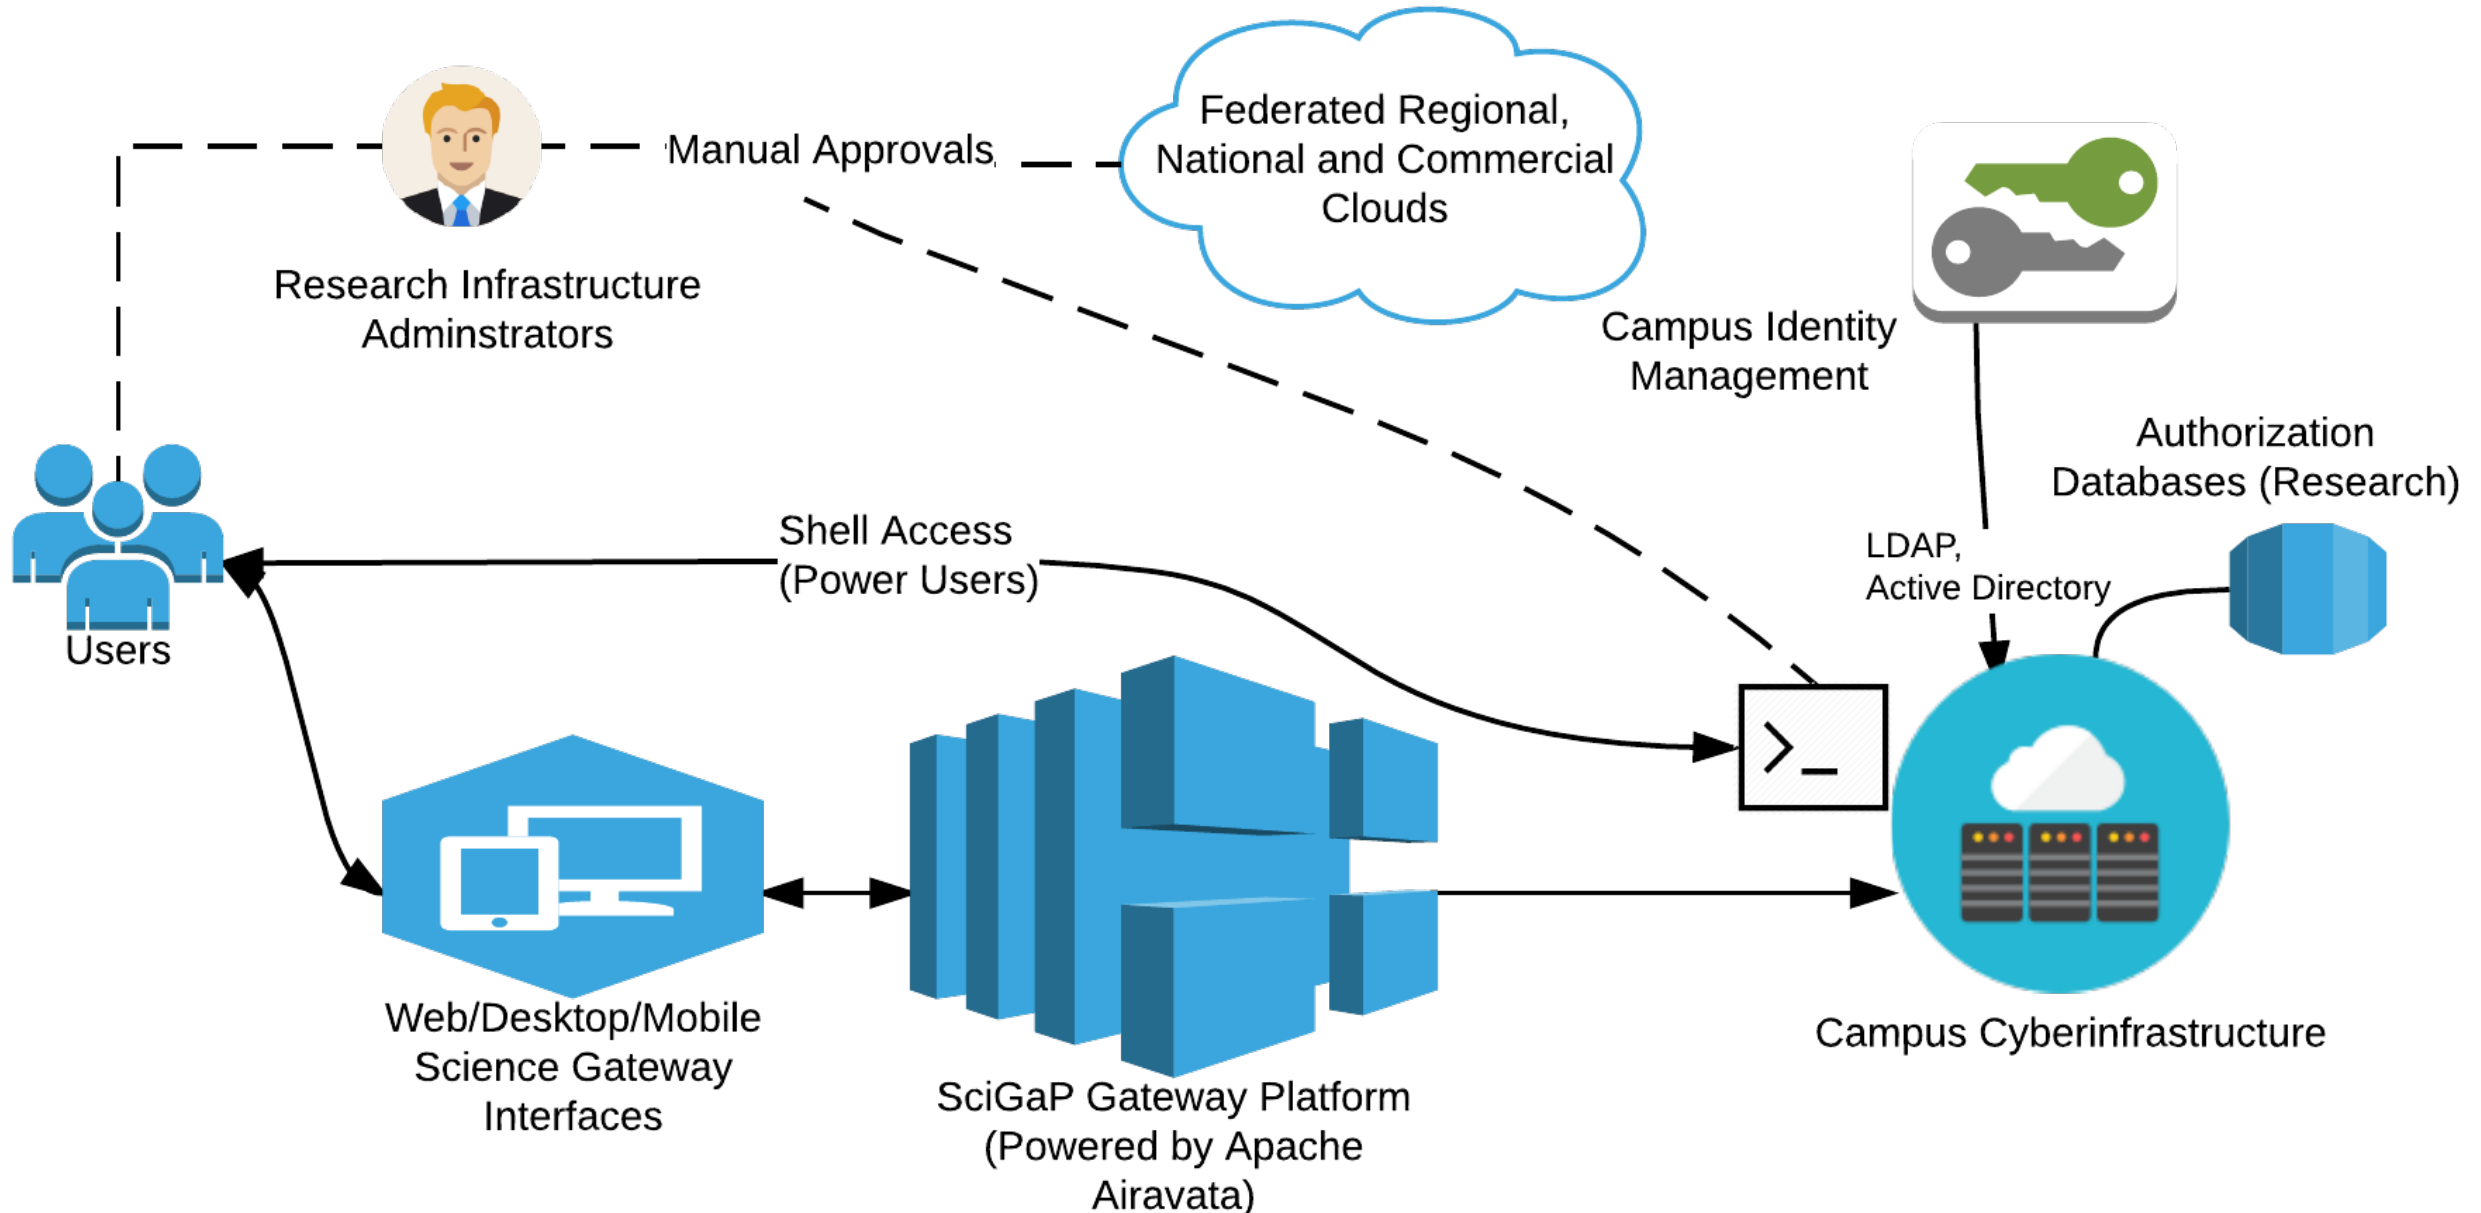 Federated Regional,
National and Commercial
Clouds
Manual Approvals
Research Infrastructure
Adminstrators
Campus Identity
Management
Authorization
Databases (Research)
Shell Access
(Power Users)
LDAP,
Active Directory
Users
>_
Web/Desktop/Mobile
Science Gateway
Interfaces
SciGaP Gateway Platform
(Powered by Apache
Airavata)
Campus Cyberinfrastructure